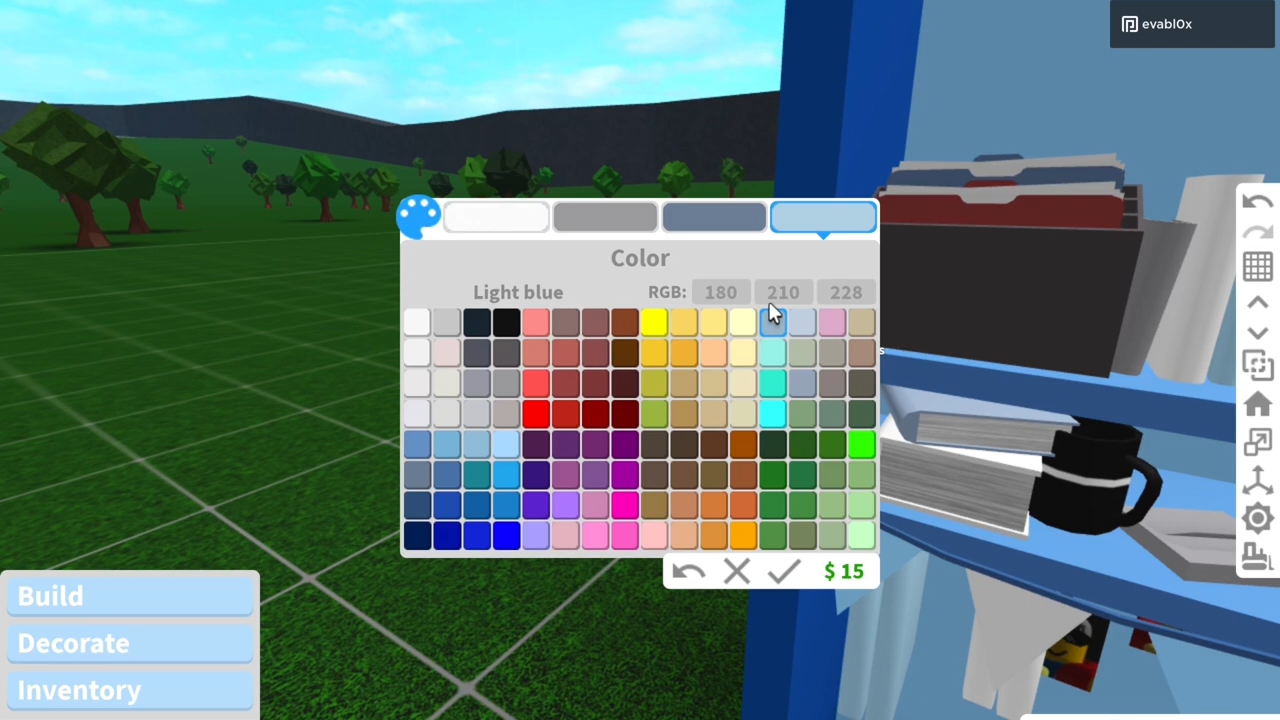 evabl0x
Color
Light blue
RGB: 180 210 228
s
$ 15
Build
Decorate
Inventory